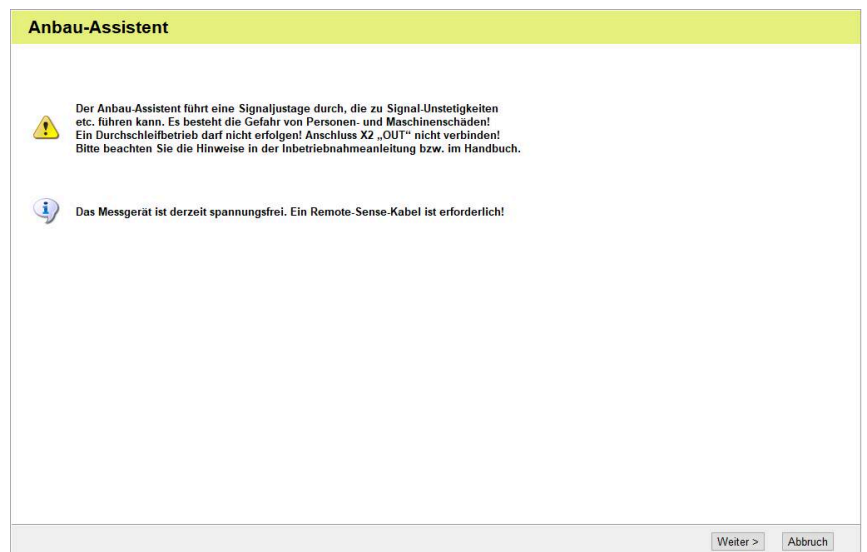 Anbau-Assistent
Der Anbau-Assistent führt eine Signaljustage durch, die zu Signal-Unstetigkeiten
etc. führen kann. Es besteht die Gefahr von Personen- und Maschinenschäden!
Ein Durchschleifbetrieb darf nicht erfolgen! Anschluss X2 „OUT“ nicht verbinden!
Bitte beachten Sie die Hinweise in der Inbetriebnahmeanleitung bzw. im Handbuch.
Das Messgerät ist derzeit spannungsfrei. Ein Remote-Sense-Kabel ist erforderlich!
Weiter > Abbruch